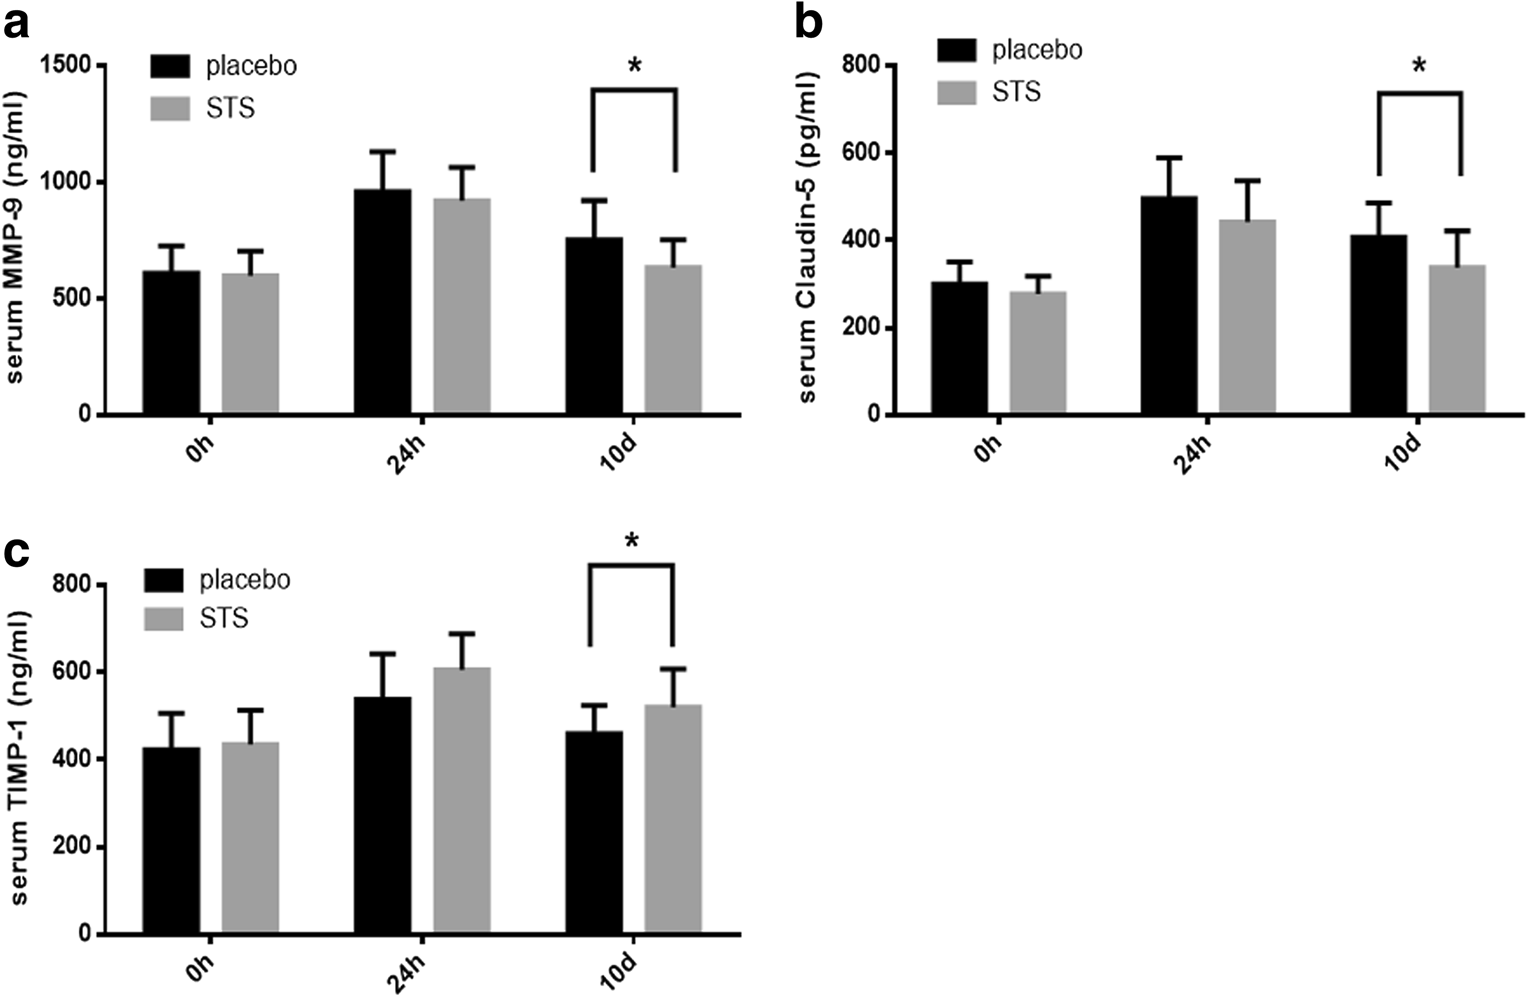 a
placebo
STS
*
serum MMP-9 (ng/ml)
1500
1000
500
0
0h
24h
10d
b
placebo
STS
*
serum Claudin-5 (pg/ml)
800
600
400
200
0
0h
24h
10d
c
placebo
STS
*
serum TIMP-1 (ng/ml)
800
600
400
200
0
0h
24h
10d